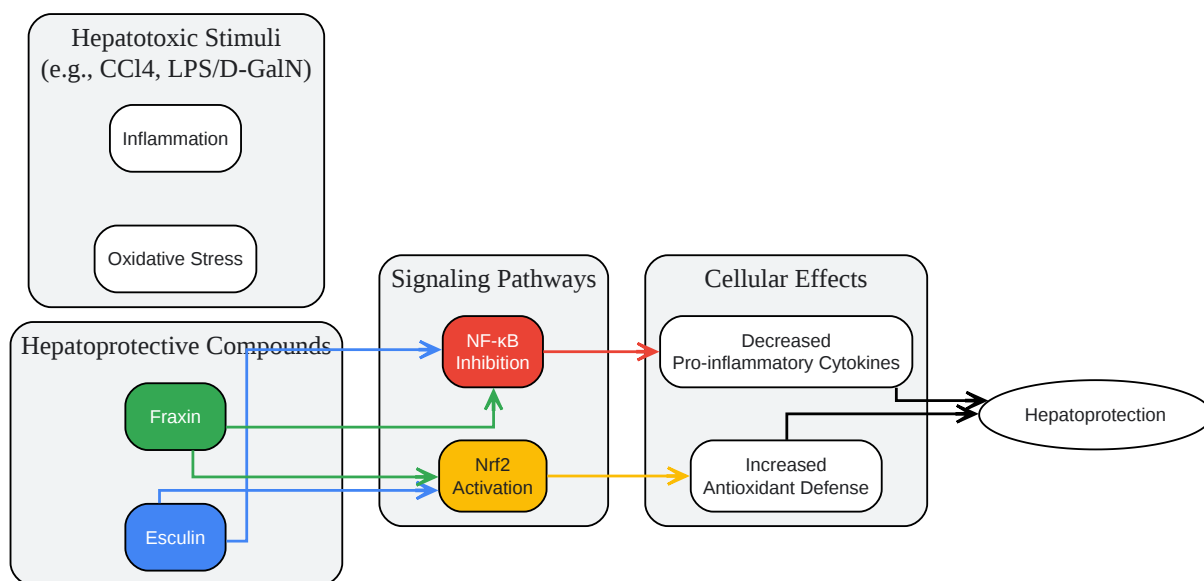 Hepatotoxic Stimuli
(e.g., CCl4, LPS/D-GalN)
Inflammation
Oxidative Stress
Hepatoprotective Compounds
Fraxin
Esculin
Signaling Pathways
NF-κB
Inhibition
Nrf2
Activation
Cellular Effects
Decreased
Pro-inflammatory Cytokines
Increased
Antioxidant Defense
Hepatoprotection